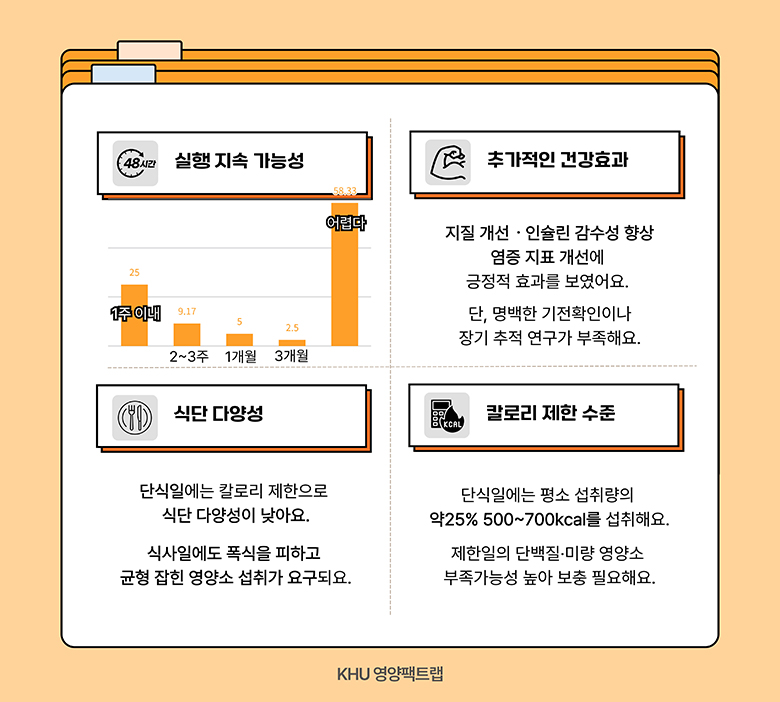 48시간
실행 지속 가능성
58.33
어렵다
25
1주 이내
9.17
5
2.5
2~3주
1개월
3개월
추가적인 건강효과
지질 개선 · 인슐린 감수성 향상
염증 지표 개선에
긍정적 효과를 보였어요.
단, 명백한 기전확인이나
장기 추적 연구가 부족해요.
식단 다양성
단식일에는 칼로리 제한으로
식단 다양성이 낮아요.
식사일에도 폭식을 피하고
균형 잡힌 영양소 섭취가 요구되요.
KCAL
칼로리 제한 수준
단식일에는 평소 섭취량의
약25% 500~700kcal를 섭취해요.
제한일의 단백질·미량 영양소
부족가능성 높아 보충 필요해요.
KHU 영양팩트랩